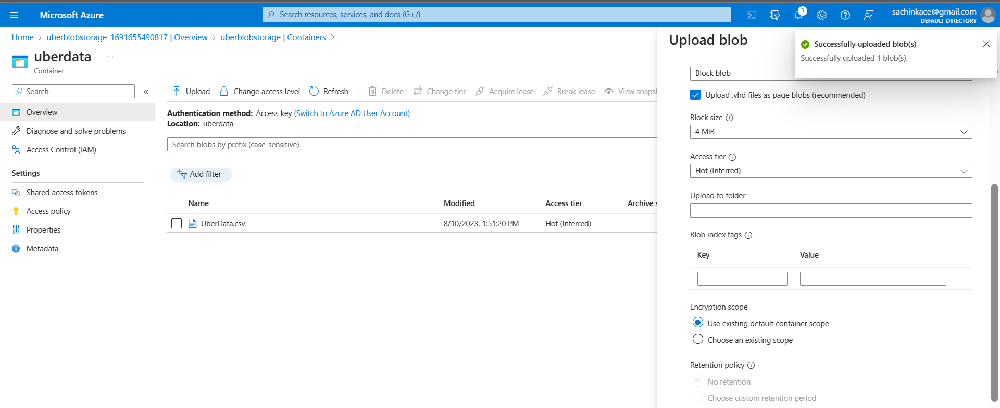 Microsoft Azure
Search resources, services, and docs (G+/)
3
sachinkace@gmail.com
DEFAULT DIRECTORY
Home > uberblobstorage_1691655490817 | Overview > uberblobstorage | Containers >
uberdata ...
Container
Search «
Overview
Diagnose and solve problems
Access Control (IAM)
Settings
Shared access tokens
Access policy
Properties
Metadata
Upload Change access level Refresh Delete Change tier Acquire lease Break lease View snapsh
Authentication method: Access key (Switch to Azure AD User Account)
Location: uberdata
Search blobs by prefix (case-sensitive)
Add filter
Name Modified Access tier Archive s
UberData.csv 8/10/2023, 1:51:20 PM Hot (Inferred)
Upload blob
Successfully uploaded blob(s)
Successfully uploaded 1 blob(s).
Block blob
Upload .vhd files as page blobs (recommended)
Block size
4 MiB
Access tier
Hot (Inferred)
Upload to folder
Blob index tags
Key Value
Encryption scope
Use existing default container scope
Choose an existing scope
Retention policy
No retention
Choose custom retention period